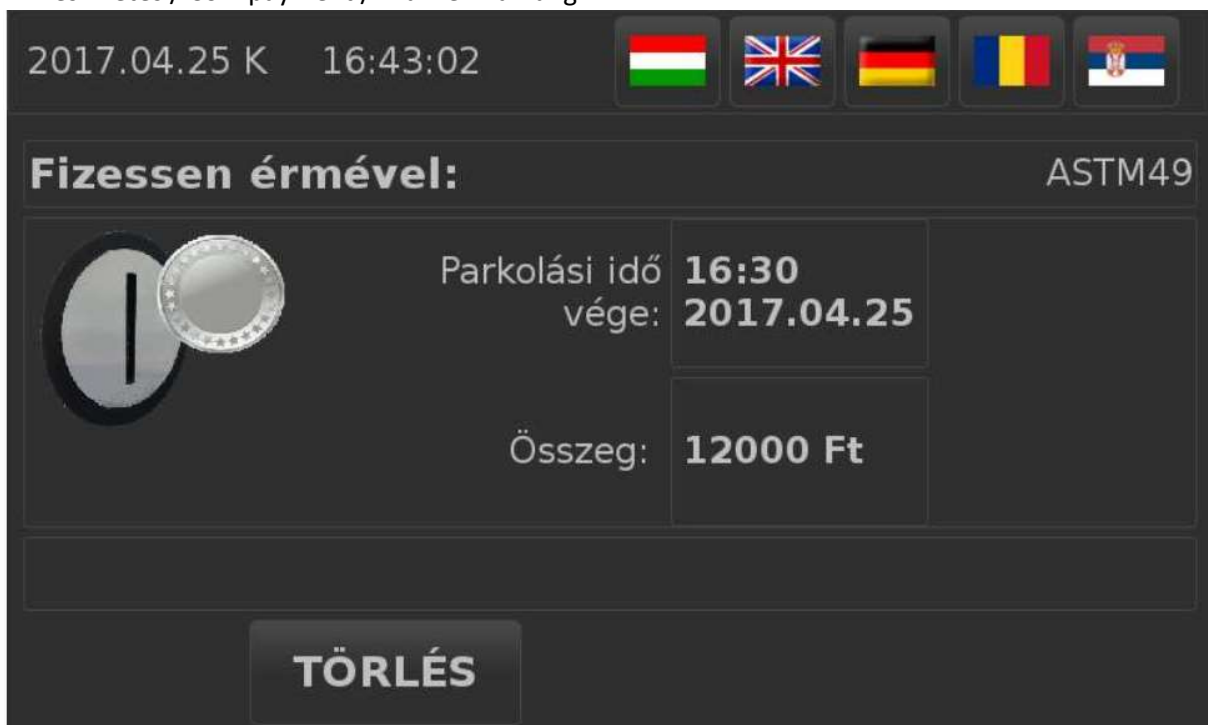 2017.04.25 K 16:43:02
Fizessen érmével:
ASTM49
Parkolási idő
vége:
16:30
2017.04.25
Összeg:
12000 Ft
TÖRLÉS